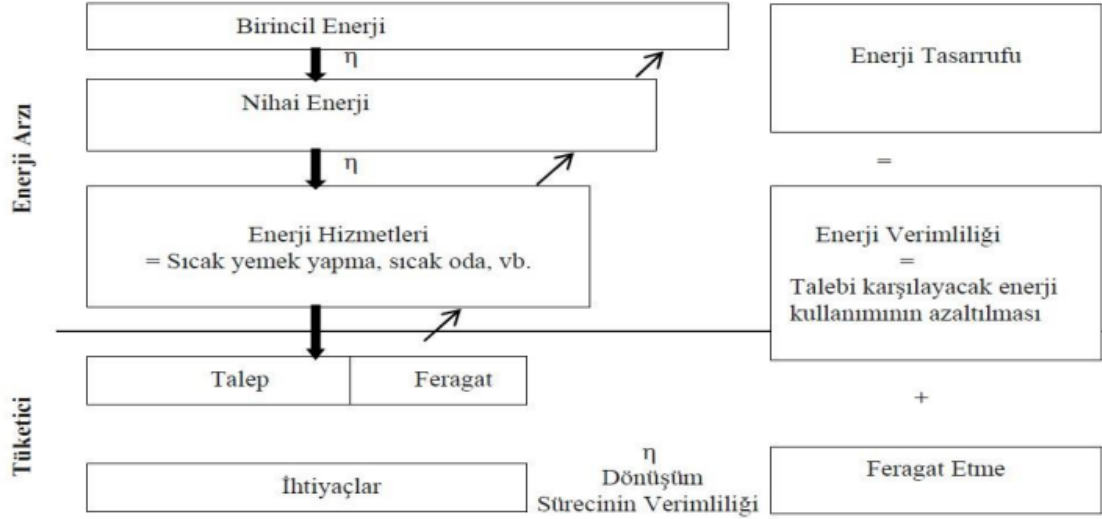 Enerji Arzı
Birincil Enerji
η
Nihai Enerji
η
Enerji Hizmetleri
= Sıcak yemek yapma, sıcak oda, vb.
Tüketici
Talep
Feragat
İhtiyaçlar
η
Dönüşüm
Sürecinin Verimliliği
Enerji Tasarrufu
=
Enerji Verimliliği
=
Talebi karşılayacak enerji
kullanımının azaltılması
+
Feragat Etme